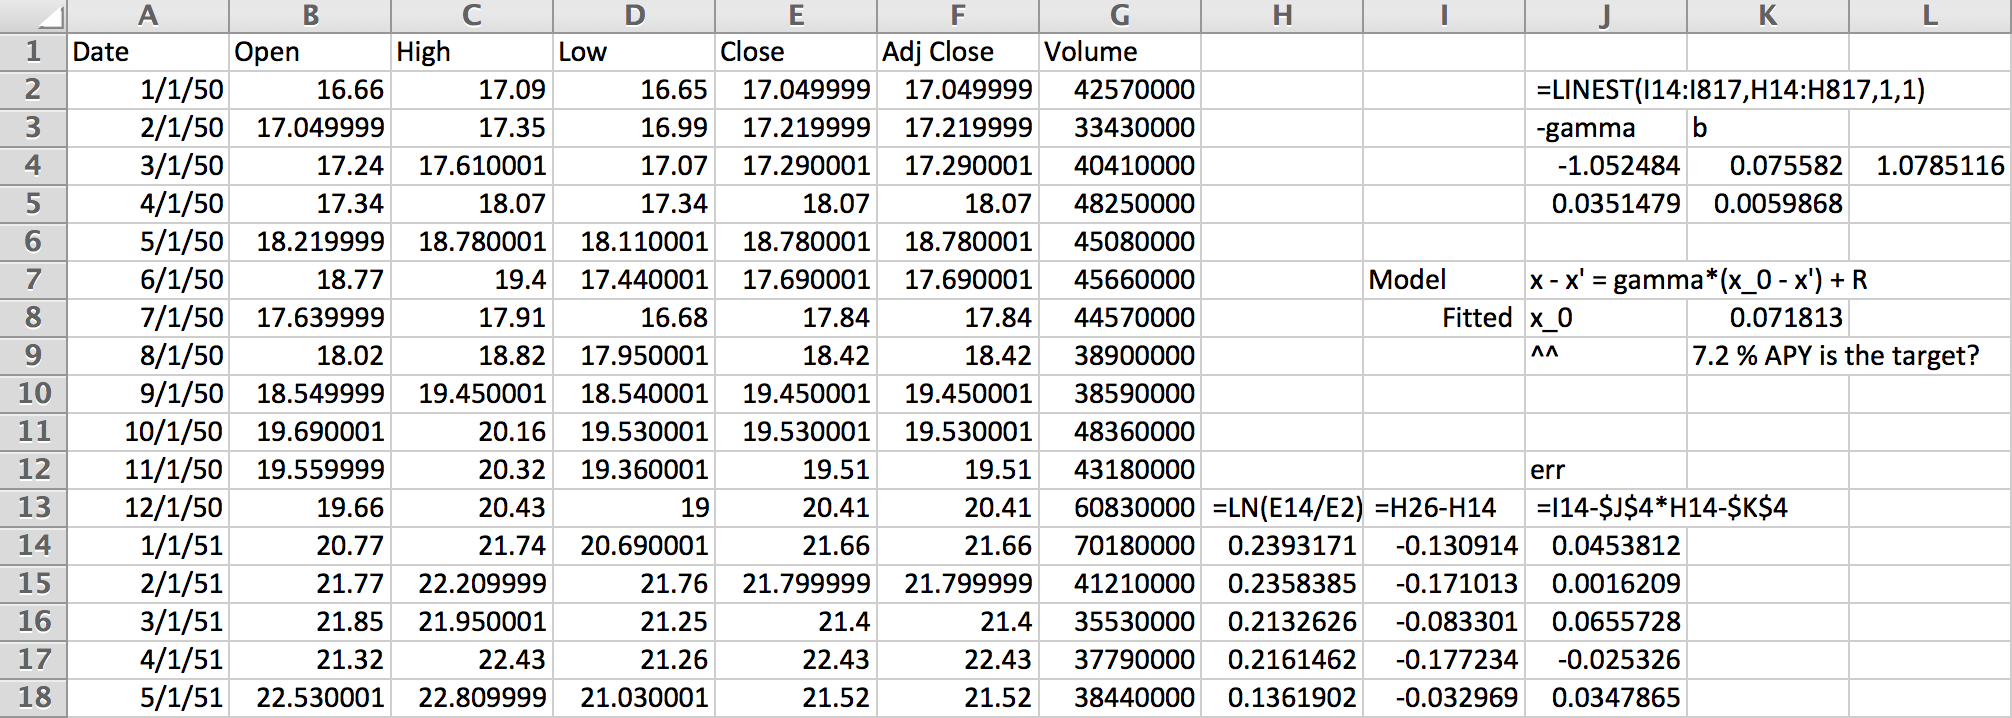 A B C D E F G H I J K L
1 Date Open High Low Close Adj Close Volume
2 1/1/50 16.66 17.09 16.65 17.049999 17.049999 42570000 =LINEST(I14:I817,H14:H817,1,1)
3 2/1/50 17.049999 17.35 16.99 17.219999 17.219999 33430000 -gamma b
4 3/1/50 17.24 17.610001 17.07 17.290001 17.290001 40410000 -1.052484 0.075582 1.0785116
5 4/1/50 17.34 18.07 17.34 18.07 18.07 48250000 0.0351479 0.0059868
6 5/1/50 18.219999 18.780001 18.110001 18.780001 18.780001 45080000
7 6/1/50 18.77 19.4 17.440001 17.690001 17.690001 45660000 Model x - x' = gamma*(x_0 - x') + R
8 7/1/50 17.639999 17.91 16.68 17.84 17.84 44570000 Fitted x_0 0.071813
9 8/1/50 18.02 18.82 17.950001 18.42 18.42 38900000 ^^ 7.2 % APY is the target?
10 9/1/50 18.549999 19.450001 18.540001 19.450001 19.450001 38590000
11 10/1/50 19.690001 20.16 19.530001 19.530001 19.530001 48360000
12 11/1/50 19.559999 20.32 19.360001 19.51 19.51 43180000 err
13 12/1/50 19.66 20.43 19 20.41 20.41 60830000 =LN(E14/E2) =H26-H14 =I14-$J$4*H14-$K$4
14 1/1/51 20.77 21.74 20.690001 21.66 21.66 70180000 0.2393171 -0.130914 0.0453812
15 2/1/51 21.77 22.209999 21.76 21.799999 21.799999 41210000 0.2358385 -0.171013 0.0016209
16 3/1/51 21.85 21.950001 21.25 21.4 21.4 35530000 0.2132626 -0.083301 0.0655728
17 4/1/51 21.32 22.43 21.26 22.43 22.43 37790000 0.2161462 -0.177234 -0.025326
18 5/1/51 22.530001 22.809999 21.030001 21.52 21.52 38440000 0.1361902 -0.032969 0.0347865